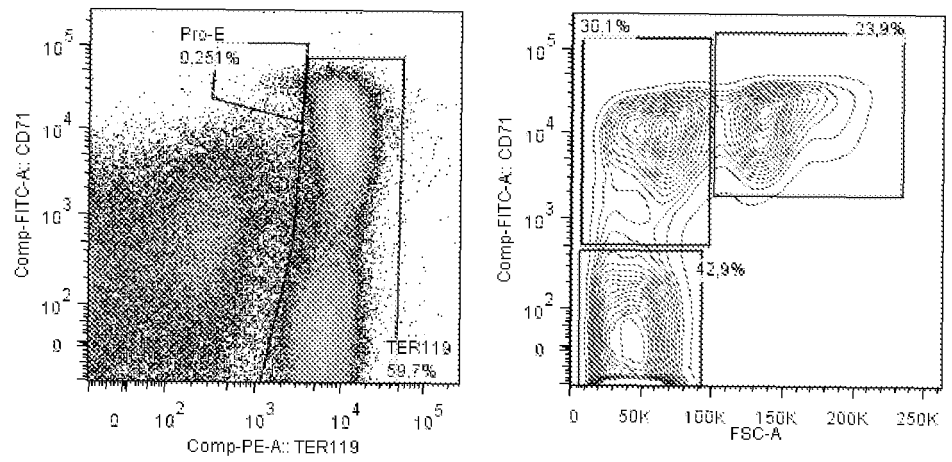 Pro-E
0,251%
10^5
10^4
10^3
10^2
0
Comp-FITC-A:: CD71
TER119
59,7%
0 10^2 10^3 10^4 10^5
Comp-PE-A:: TER119
30,1%
23,9%
10^5
10^4
10^3
10^2
0
Comp-FITC-A:: CD71
42,9%
0 50K 100K 150K 200K 250K
FSC-A